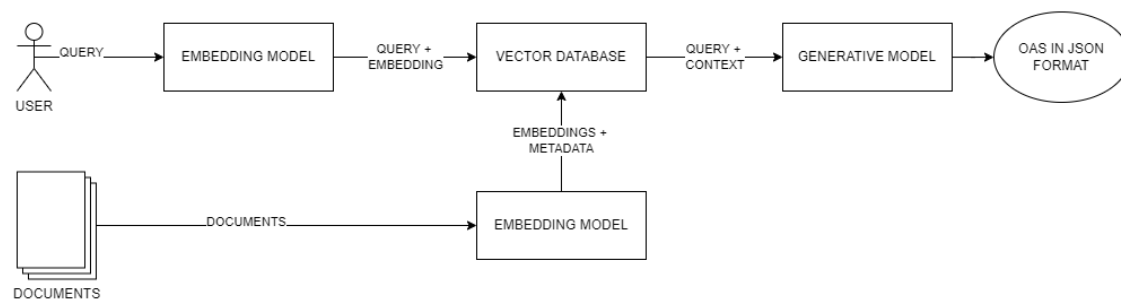 QUERY
EMBEDDING MODEL
QUERY +
EMBEDDING
VECTOR DATABASE
QUERY +
CONTEXT
GENERATIVE MODEL
OAS IN JSON
FORMAT
USER
EMBEDDINGS +
METADATA
DOCUMENTS
EMBEDDING MODEL
DOCUMENTS